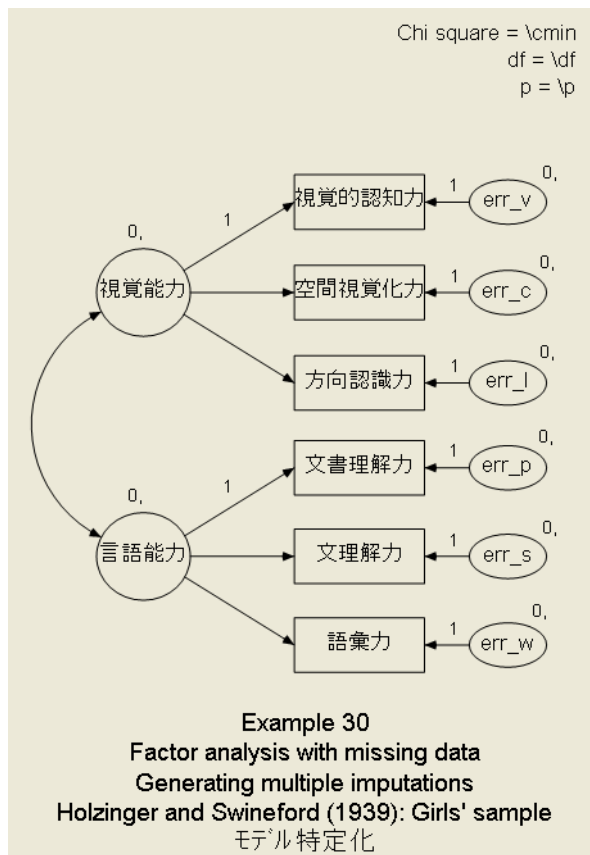 Chi square = \cmin
df = \df
p = \p
0,
1
視覚的認知力
1
err_v
0,
視覚能力
1
空間視覚化力
err_c
0,
方向認識力
1
err_l
0,
文書理解力
1
err_p
0,
1
0,
言語能力
文理解力
1
err_s
0,
語彙力
1
err_w
0,
Example 30
Factor analysis with missing data
Generating multiple imputations
Holzinger and Swineford (1939): Girls' sample
モデル特定化